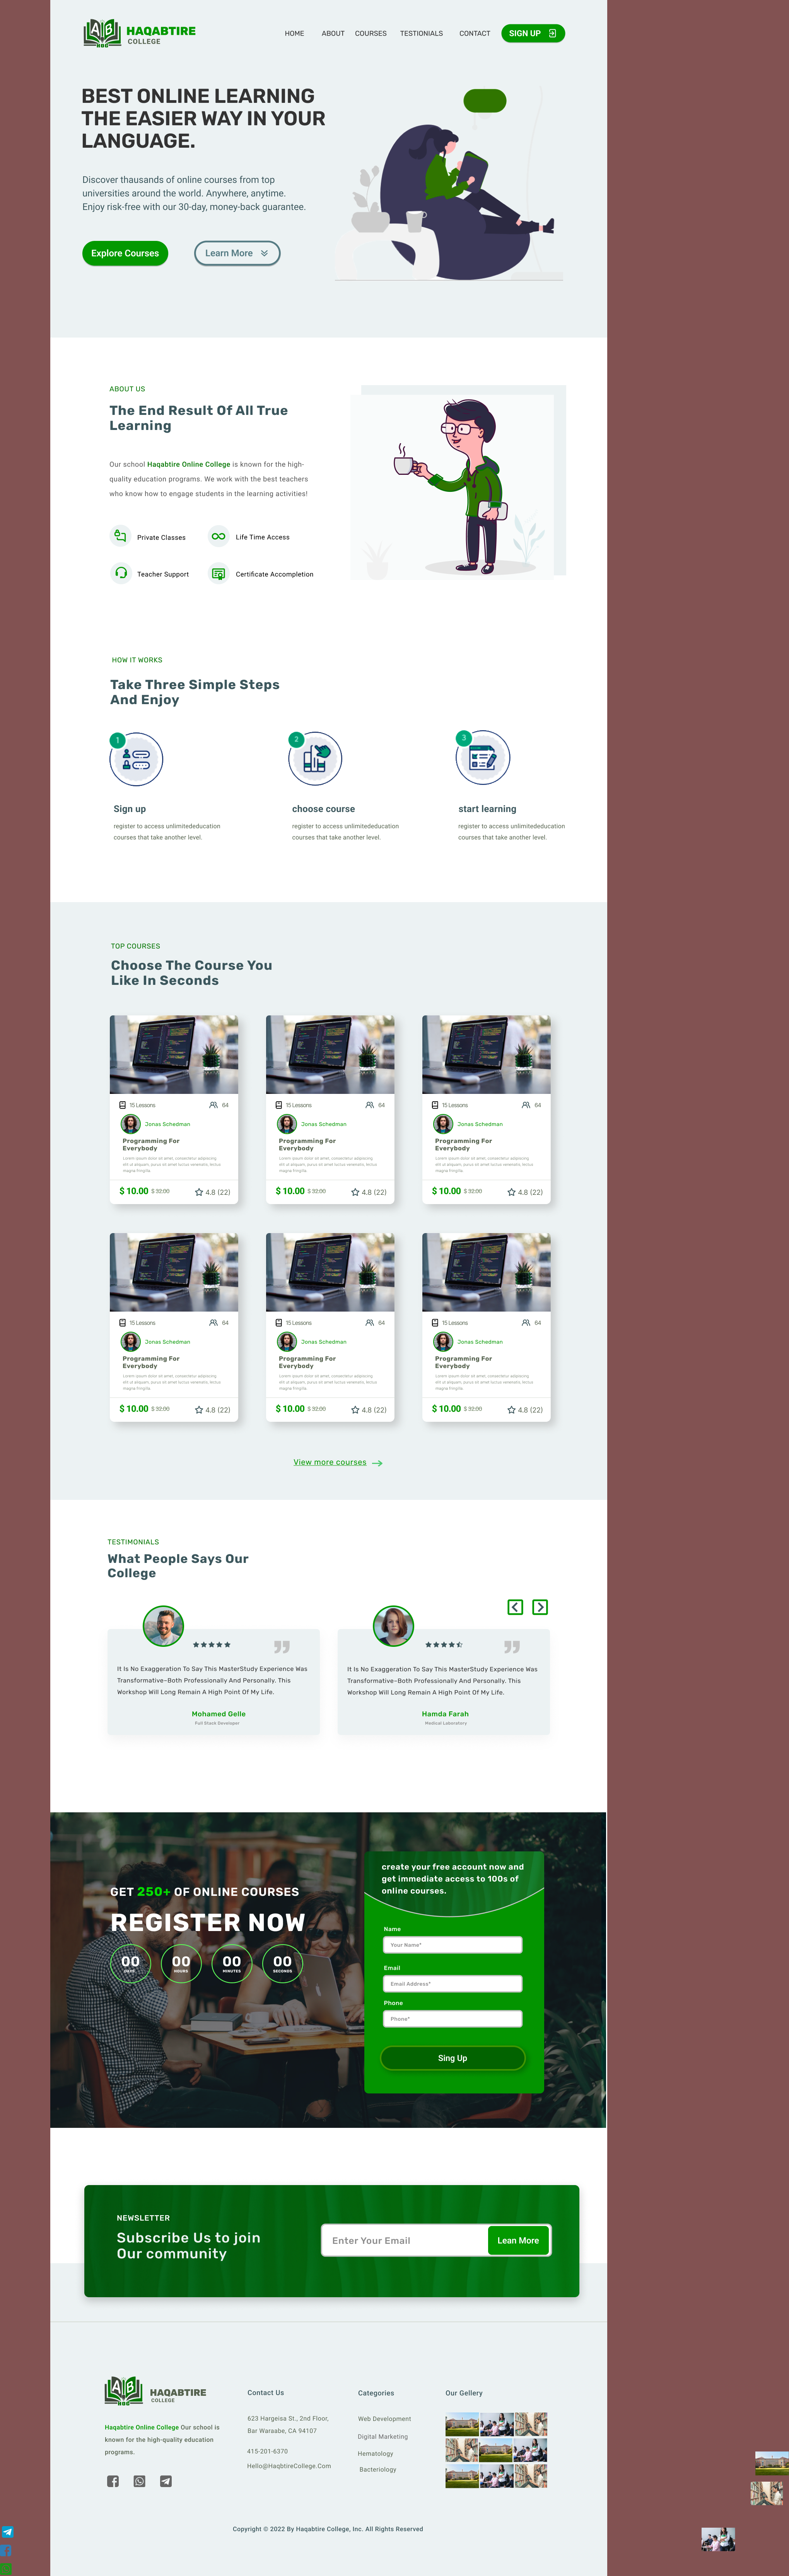 HAQABTIRE
COLLEGE
HOME ABOUT COURSES TESTIONIALS CONTACT SIGN UP
BEST ONLINE LEARNING
THE EASIER WAY IN YOUR
LANGUAGE.
Discover thausands of online courses from top
universities around the world. Anywhere, anytime.
Enjoy risk-free with our 30-day, money-back guarantee.
Explore Courses Learn More
ABOUT US
The End Result Of All True
Learning
Our school Haqabtire Online College is known for the high-
quality education programs. We work with the best teachers
who know how to engage students in the learning activities!
Private Classes Life Time Access
Teacher Support Certificate Accompletion
HOW IT WORKS
Take Three Simple Steps
And Enjoy
1 2 3
Sign up choose course start learning
register to access unlimitededucation register to access unlimitededucation register to access unlimitededucation
courses that take another level. courses that take another level. courses that take another level.
TOP COURSES
Choose The Course You
Like In Seconds
15 Lessons 64 15 Lessons 64 15 Lessons 64
Jonas Schedman Jonas Schedman Jonas Schedman
Programming For Programming For Programming For
Everybody Everybody Everybody
$ 10.00 $ 32.00 4.8 (22) $ 10.00 $ 32.00 4.8 (22) $ 10.00 $ 32.00 4.8 (22)
15 Lessons 64 15 Lessons 64 15 Lessons 64
Jonas Schedman Jonas Schedman Jonas Schedman
Programming For Programming For Programming For
Everybody Everybody Everybody
$ 10.00 $ 32.00 4.8 (22) $ 10.00 $ 32.00 4.8 (22) $ 10.00 $ 32.00 4.8 (22)
View more courses
TESTIMONIALS
What People Says Our
College
It Is No Exaggeration To Say This MasterStudy Experience Was
Transformative–Both Professionally And Personally. This
Workshop Will Long Remain A High Point Of My Life.
Mohamed Gelle
Full Stack Developer
It Is No Exaggeration To Say This MasterStudy Experience Was
Transformative–Both Professionally And Personally. This
Workshop Will Long Remain A High Point Of My Life.
Hamda Farah
Medical Laboratory
GET 250+ OF ONLINE COURSES
REGISTER NOW
00 00 00 00
DAYS HOURS MINUTES SECONDS
create your free account now and
get immediate access to 100s of
online courses.
Name
Your Name*
Email
Email Address*
Phone
Phone*
Sing Up
NEWSLETTER
Subscribe Us to join
Our community
Enter Your Email Lean More
HAQABTIRE
COLLEGE
Haqabtire Online College Our school is
known for the high-quality education
programs.
Contact Us
623 Hargeisa St., 2nd Floor,
Bar Waraabe, CA 94107
415-201-6370
Hello@HaqbtireCollege.Com
Categories
Web Development
Digital Marketing
Hematology
Bacteriology
Our Gellery
Copyright © 2022 By Haqabtire College, Inc. All Rights Reserved